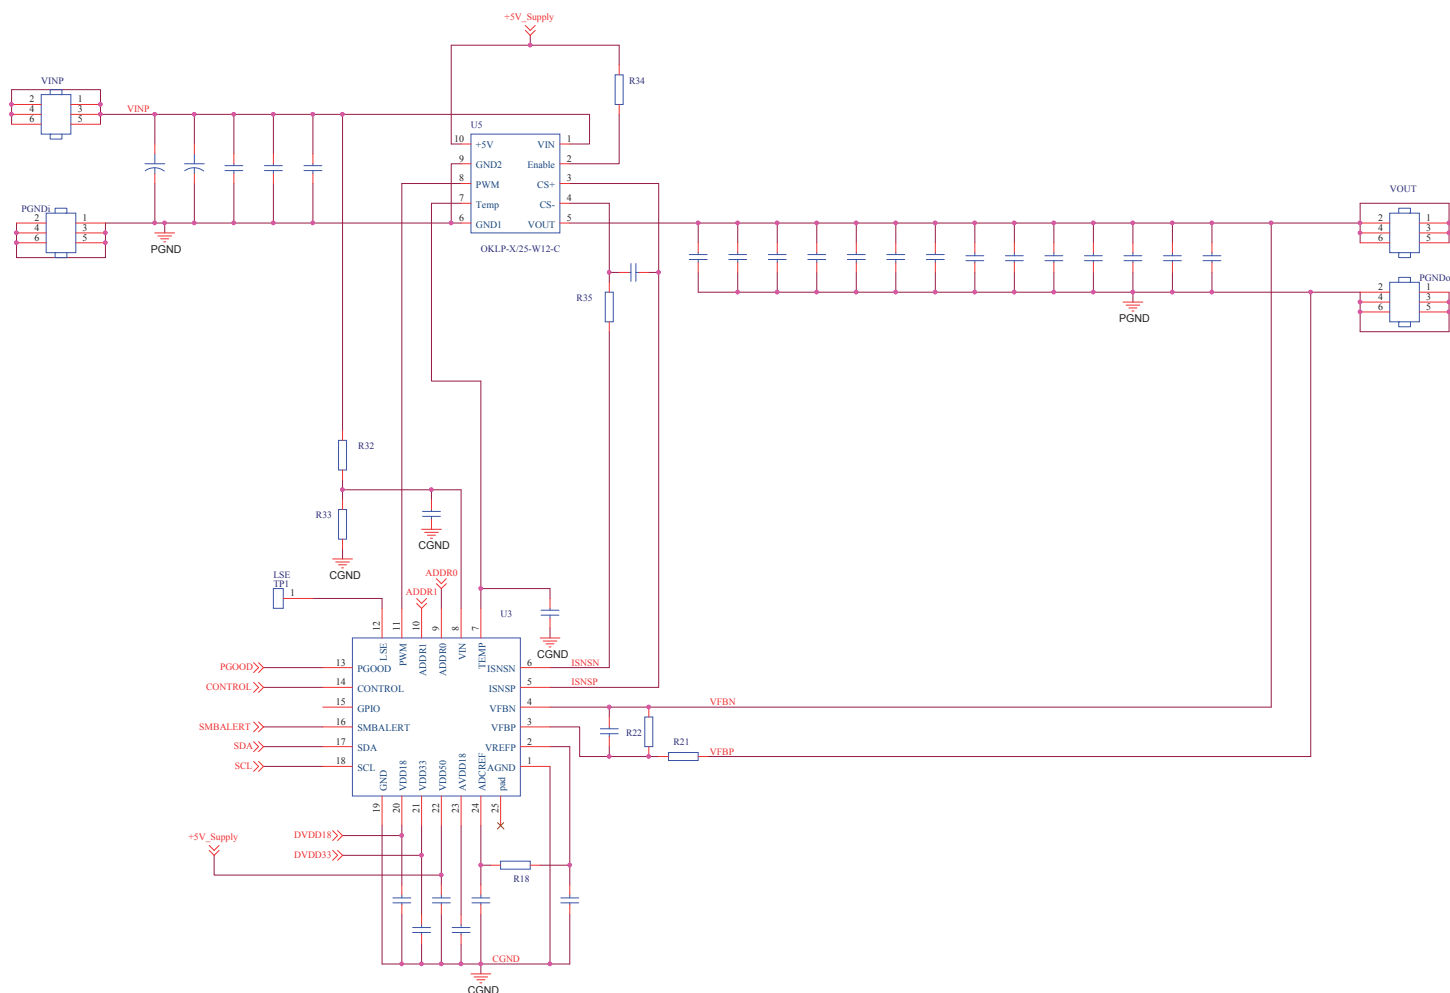 +5V_Supply
VINP
2 1
4 3
6 5
VINP
R34
U5
10 +5V VIN 1
9 GND2 Enable 2
8 PWM CS+ 3
7 Temp CS- 4
6 GND1 VOUT 5
OKLP-X/25-W12-C
PGNDi
2 1
4 3
6 5
PGND
VOUT
2 1
4 3
6 5
PGNDo
2 1
4 3
6 5
PGND
R35
R32
R33
CGND
CGND
LSE
TP1
1
ADDR0
ADDR1
U3
CGND
12 11 10 9 8 7
LSE PWM ADDR1 ADDR0 VIN TEMP
PGOOD 13 PGOOD ISNSN 6 ISNSN
CONTROL 14 CONTROL ISNSP 5 ISNSP
15 GPIO VFBN 4 VFBN
SMBALERT 16 SMBALERT VFBP 3
R22 R21
SDA 17 SDA VREFP 2 VFBP
SCL 18 SCL AGND 1
GND VDD18 VDD33 VDD50 AVDD18 ADCREF pad
19 20 21 22 23 24 25
+5V_Supply
DVDD18
DVDD33
R18
CGND
CGND